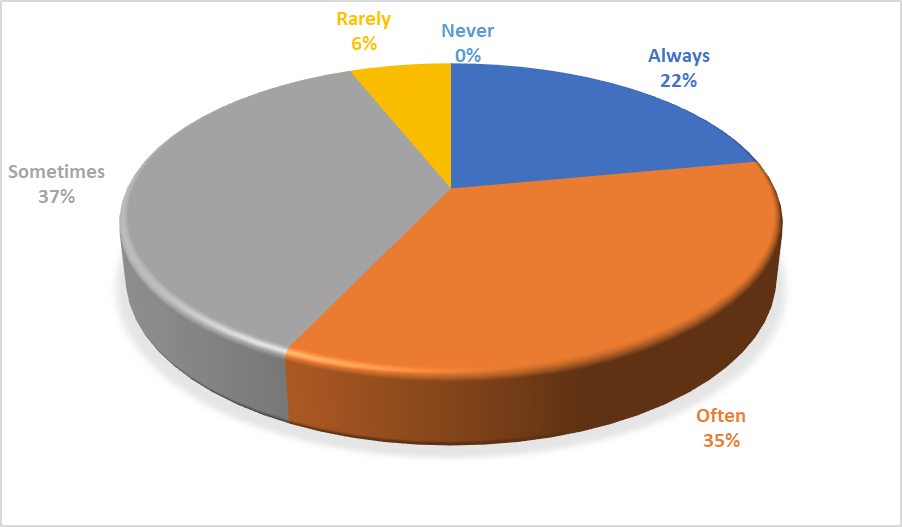 Rarely
6%
Never
0%
Always
22%
Sometimes
37%
Often
35%